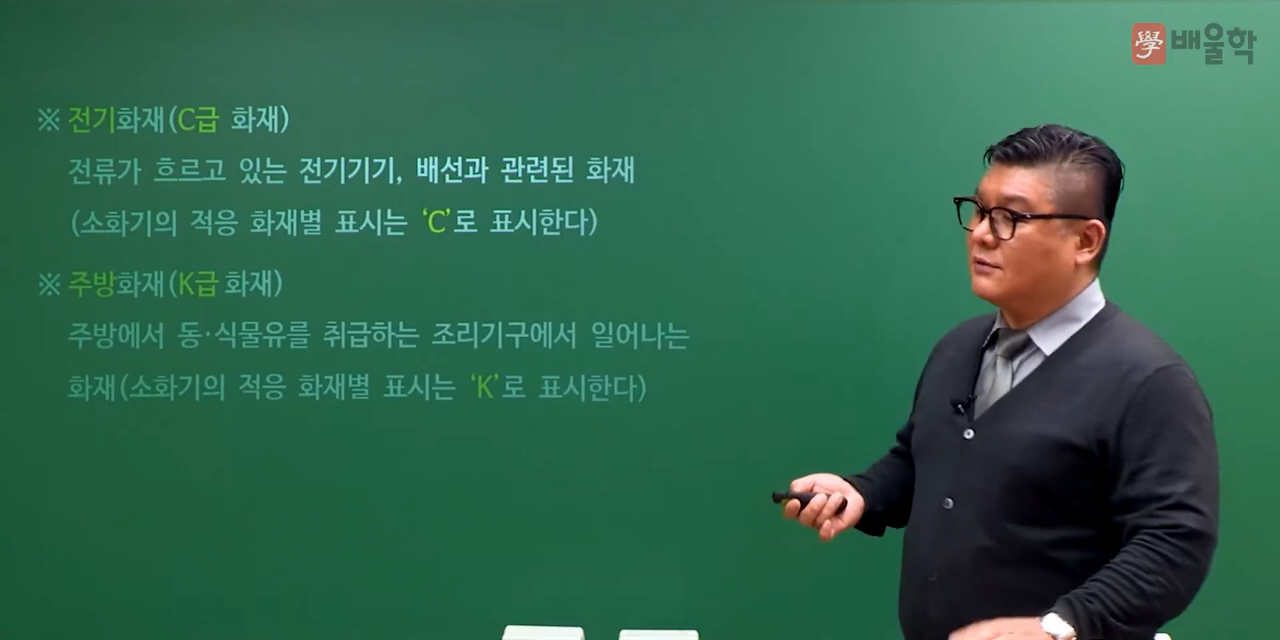 學 배울학
※ 전기화재(C급 화재)
전류가 흐르고 있는 전기기기, 배선과 관련된 화재
(소화기의 적응 화재별 표시는 ‘C’로 표시한다)
※ 주방화재(K급 화재)
주방에서 동·식물유를 취급하는 조리기구에서 일어나는
화재(소화기의 적응 화재별 표시는 ‘K’로 표시한다)